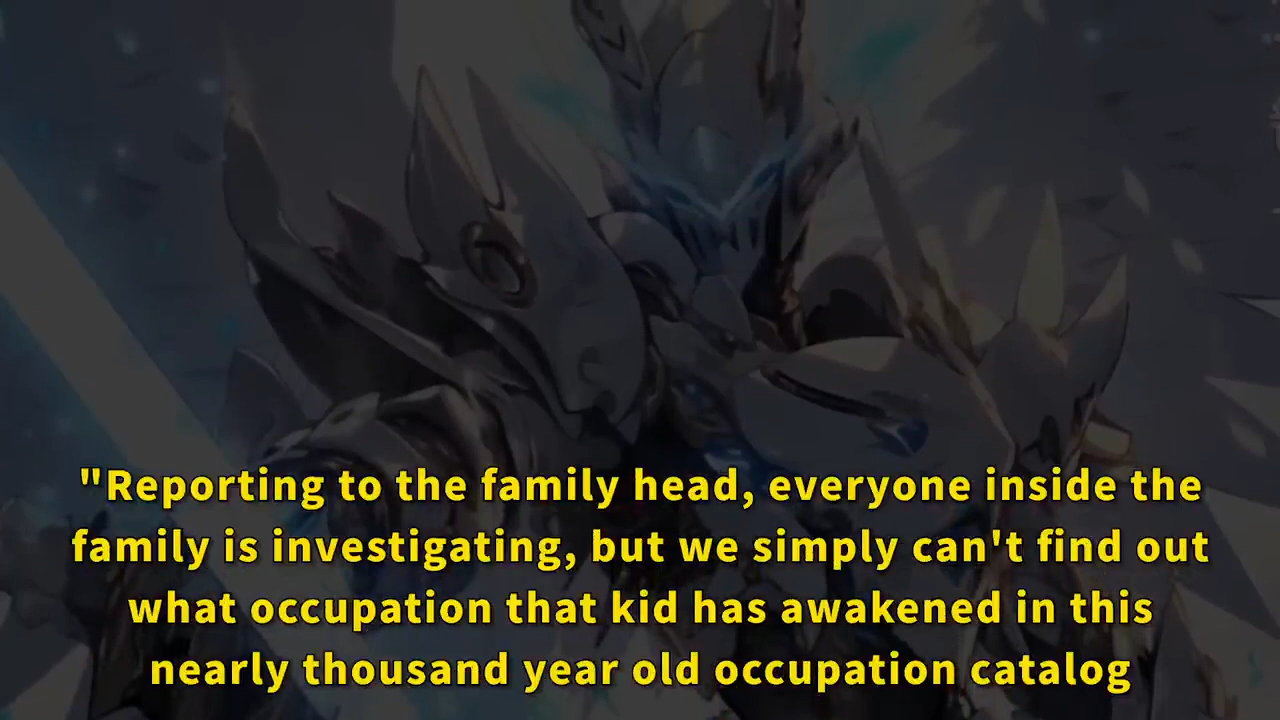 "Reporting to the family head, everyone inside the
family is investigating, but we simply can't find out
what occupation that kid has awakened in this
nearly thousand year old occupation catalog